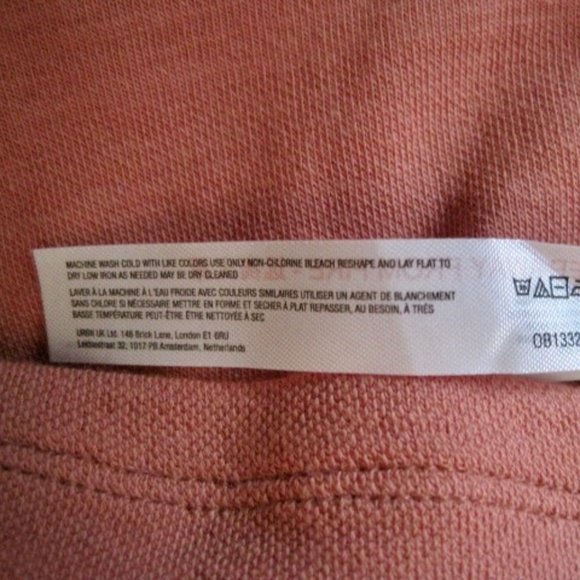 MACHINE WASH COLD WITH LIKE COLORS USE ONLY NON-CHLORINE BLEACH RESHAPE AND LAY FLAT TO
DRY LOW IRON AS NEEDED MAY BE DRY CLEANED
LAVER À LA MACHINE À L'EAU FROIDE AVEC COULEURS SIMILAIRES UTILISER UN AGENT DE BLANCHIMENT
SANS CHLORE SI NÉCESSAIRE METTRE EN FORME ET SECHER À PLAT REPASSER, AU BESOIN, À TRÈS
BASSE TEMPÉRATURE PEUT-ÊTRE ÊTRE NETTOYÉE À SEC
URBN UK Ltd. 146 Brick Lane, London E1 6RU
Leidsestraat 32, 1017 PB Amsterdam, Netherlands
OB1332